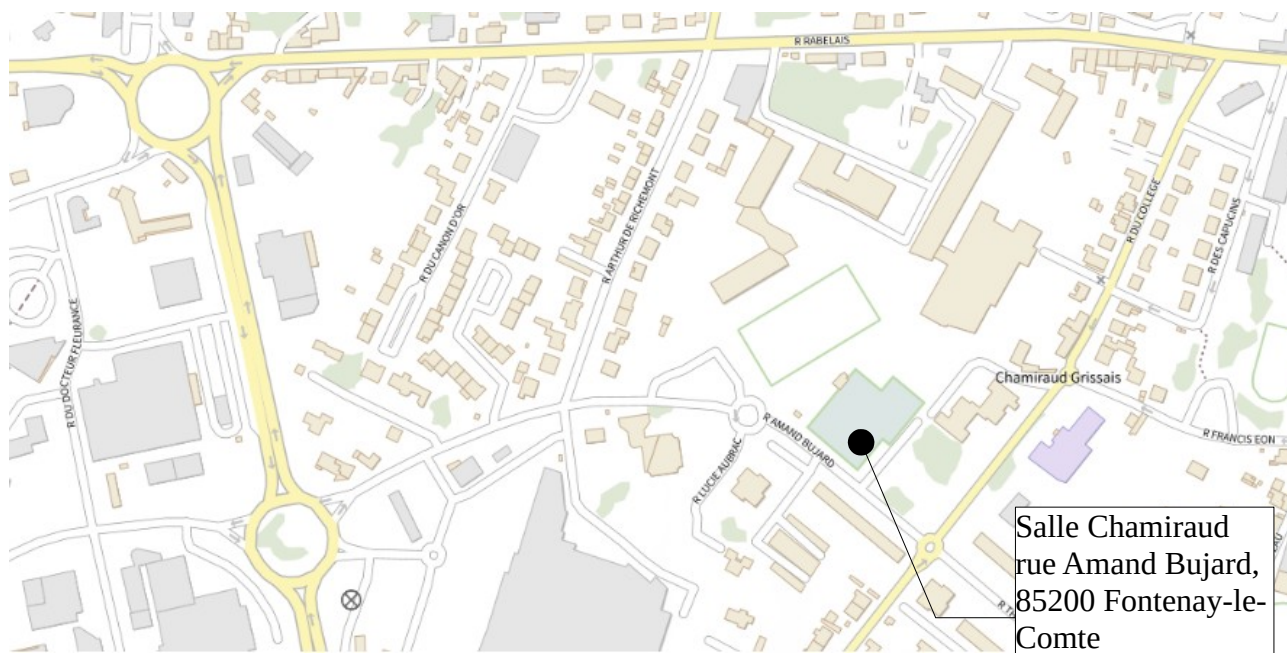 R RABELAIS
R DU CANON D'OR
R ARTHUR DE RICHEMONT
R DU COLLEGE
R DES CAPUCINS
R DU DOCTEUR FLEURANCE
Chamiraud Grissais
R AMAND BUJARD
R LUCIE AUBRAC
R FRANCIS EON
Salle Chamiraud
rue Amand Bujard,
85200 Fontenay-le-
Comte